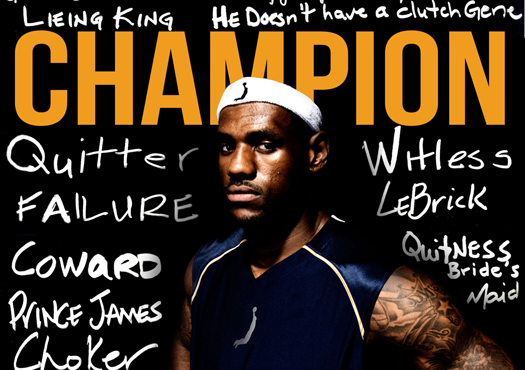 LIEING KING
HE DOESn't have a clutch Gene
CHAMPION
Quitter
FAILURE
COWARD
PRINCE JAMES
CHOKER
WITLESS
LEBRICK
QUITNESS
Bride's
Maid